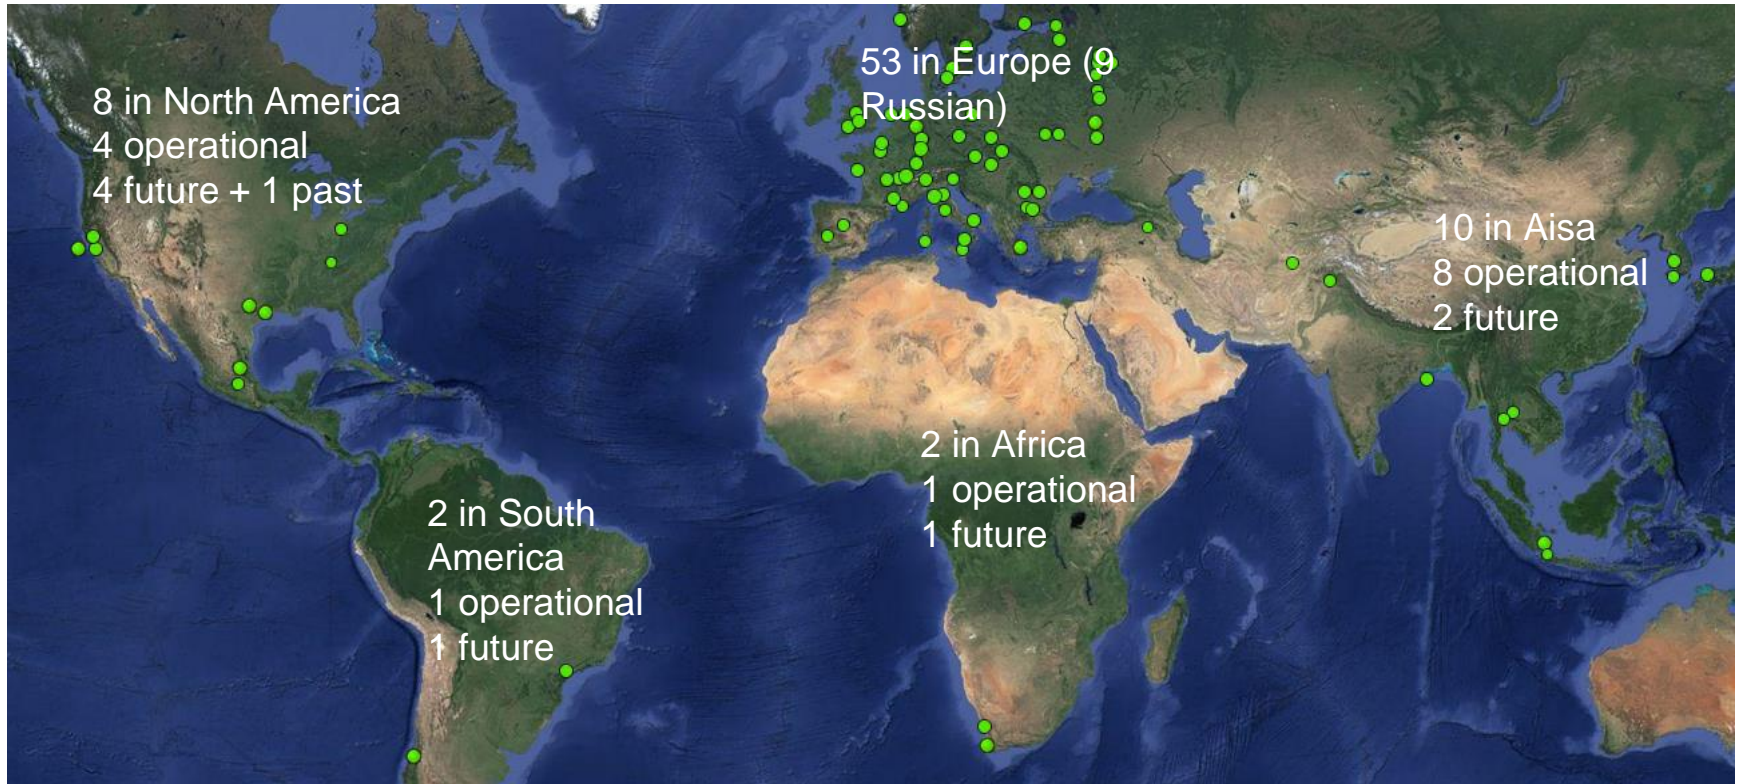 8 in North America
4 operational
4 future + 1 past
53 in Europe (9
Russian)
10 in Aisa
8 operational
2 future
2 in Africa
1 operational
1 future
2 in South
America
1 operational
1 future